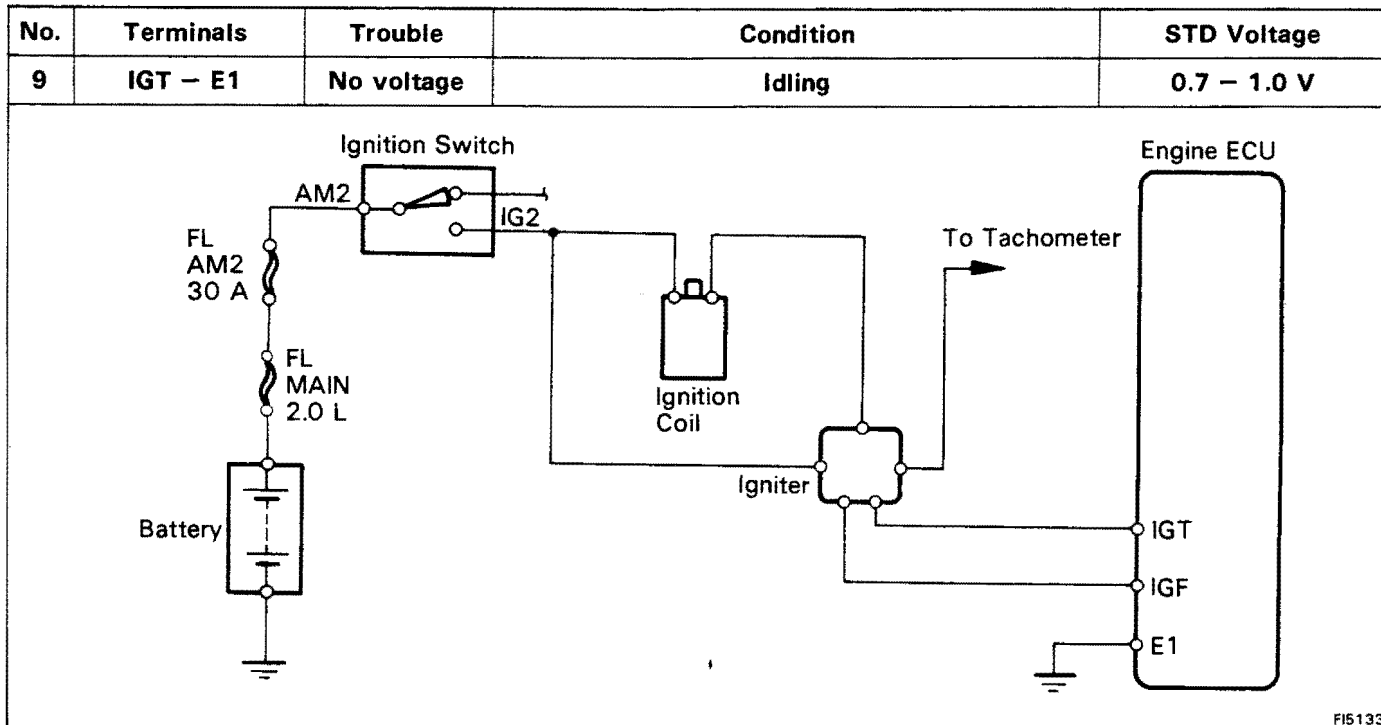 No. Terminals Trouble Condition STD Voltage
9 IGT – E1 No voltage Idling 0.7 – 1.0 V
Ignition Switch
Engine ECU
AM2
IG2
FL
AM2
30 A
To Tachometer
FL
MAIN
2.0 L
Ignition
Coil
Igniter
Battery
IGT
IGF
E1
FI5133